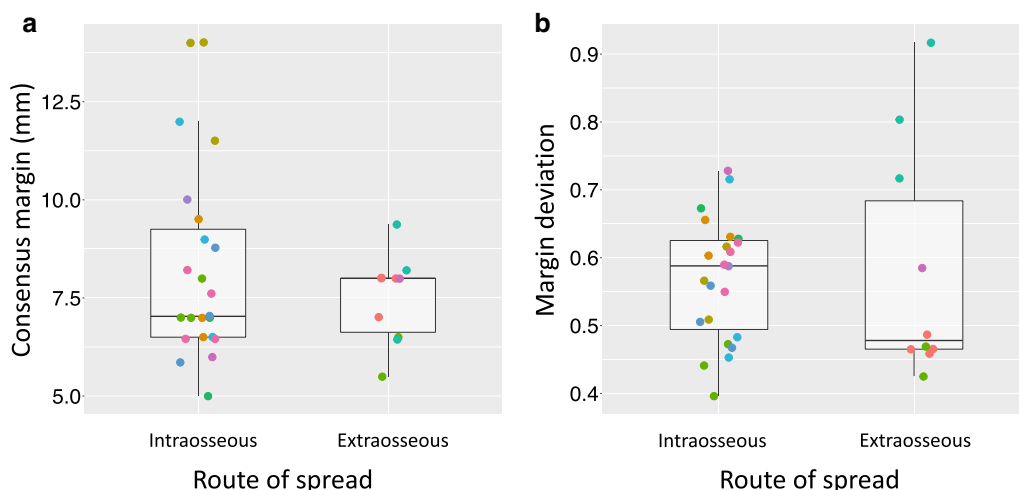 a
Consensus margin (mm)
12.5
10.0
7.5
5.0
Intraosseous
Extraosseous
Route of spread
b
Margin deviation
0.9
0.8
0.7
0.6
0.5
0.4
Intraosseous
Extraosseous
Route of spread